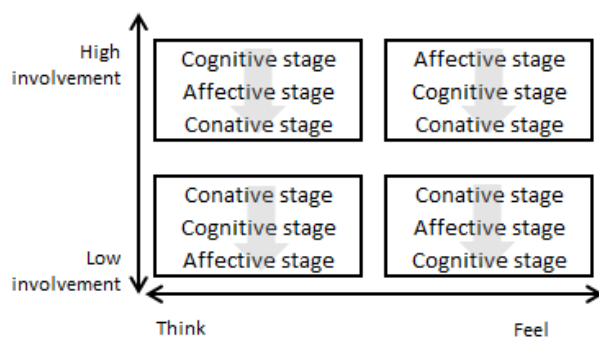 High
involvement
Cognitive stage
Affective stage
Conative stage
Affective stage
Cognitive stage
Conative stage
Conative stage
Cognitive stage
Affective stage
Conative stage
Affective stage
Cognitive stage
Low
involvement
Think
Feel